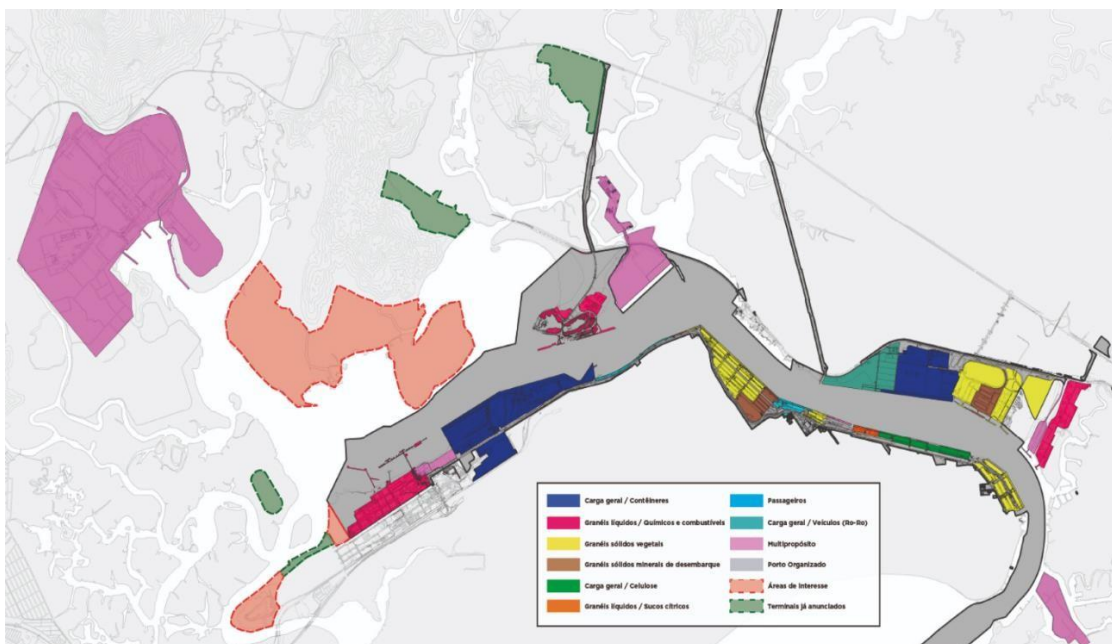 Carga geral / Contêineres
Granéis líquidos / Químicos e combustíveis
Granéis sólidos vegetais
Granéis sólidos minerais de desembarque
Carga geral / Celulose
Granéis líquidos / Sucos cítricos
Passageiros
Carga geral / Veículos (Ro-Ro)
Multipropósito
Porto Organizado
Áreas de Interesse
Terminais já anunciados